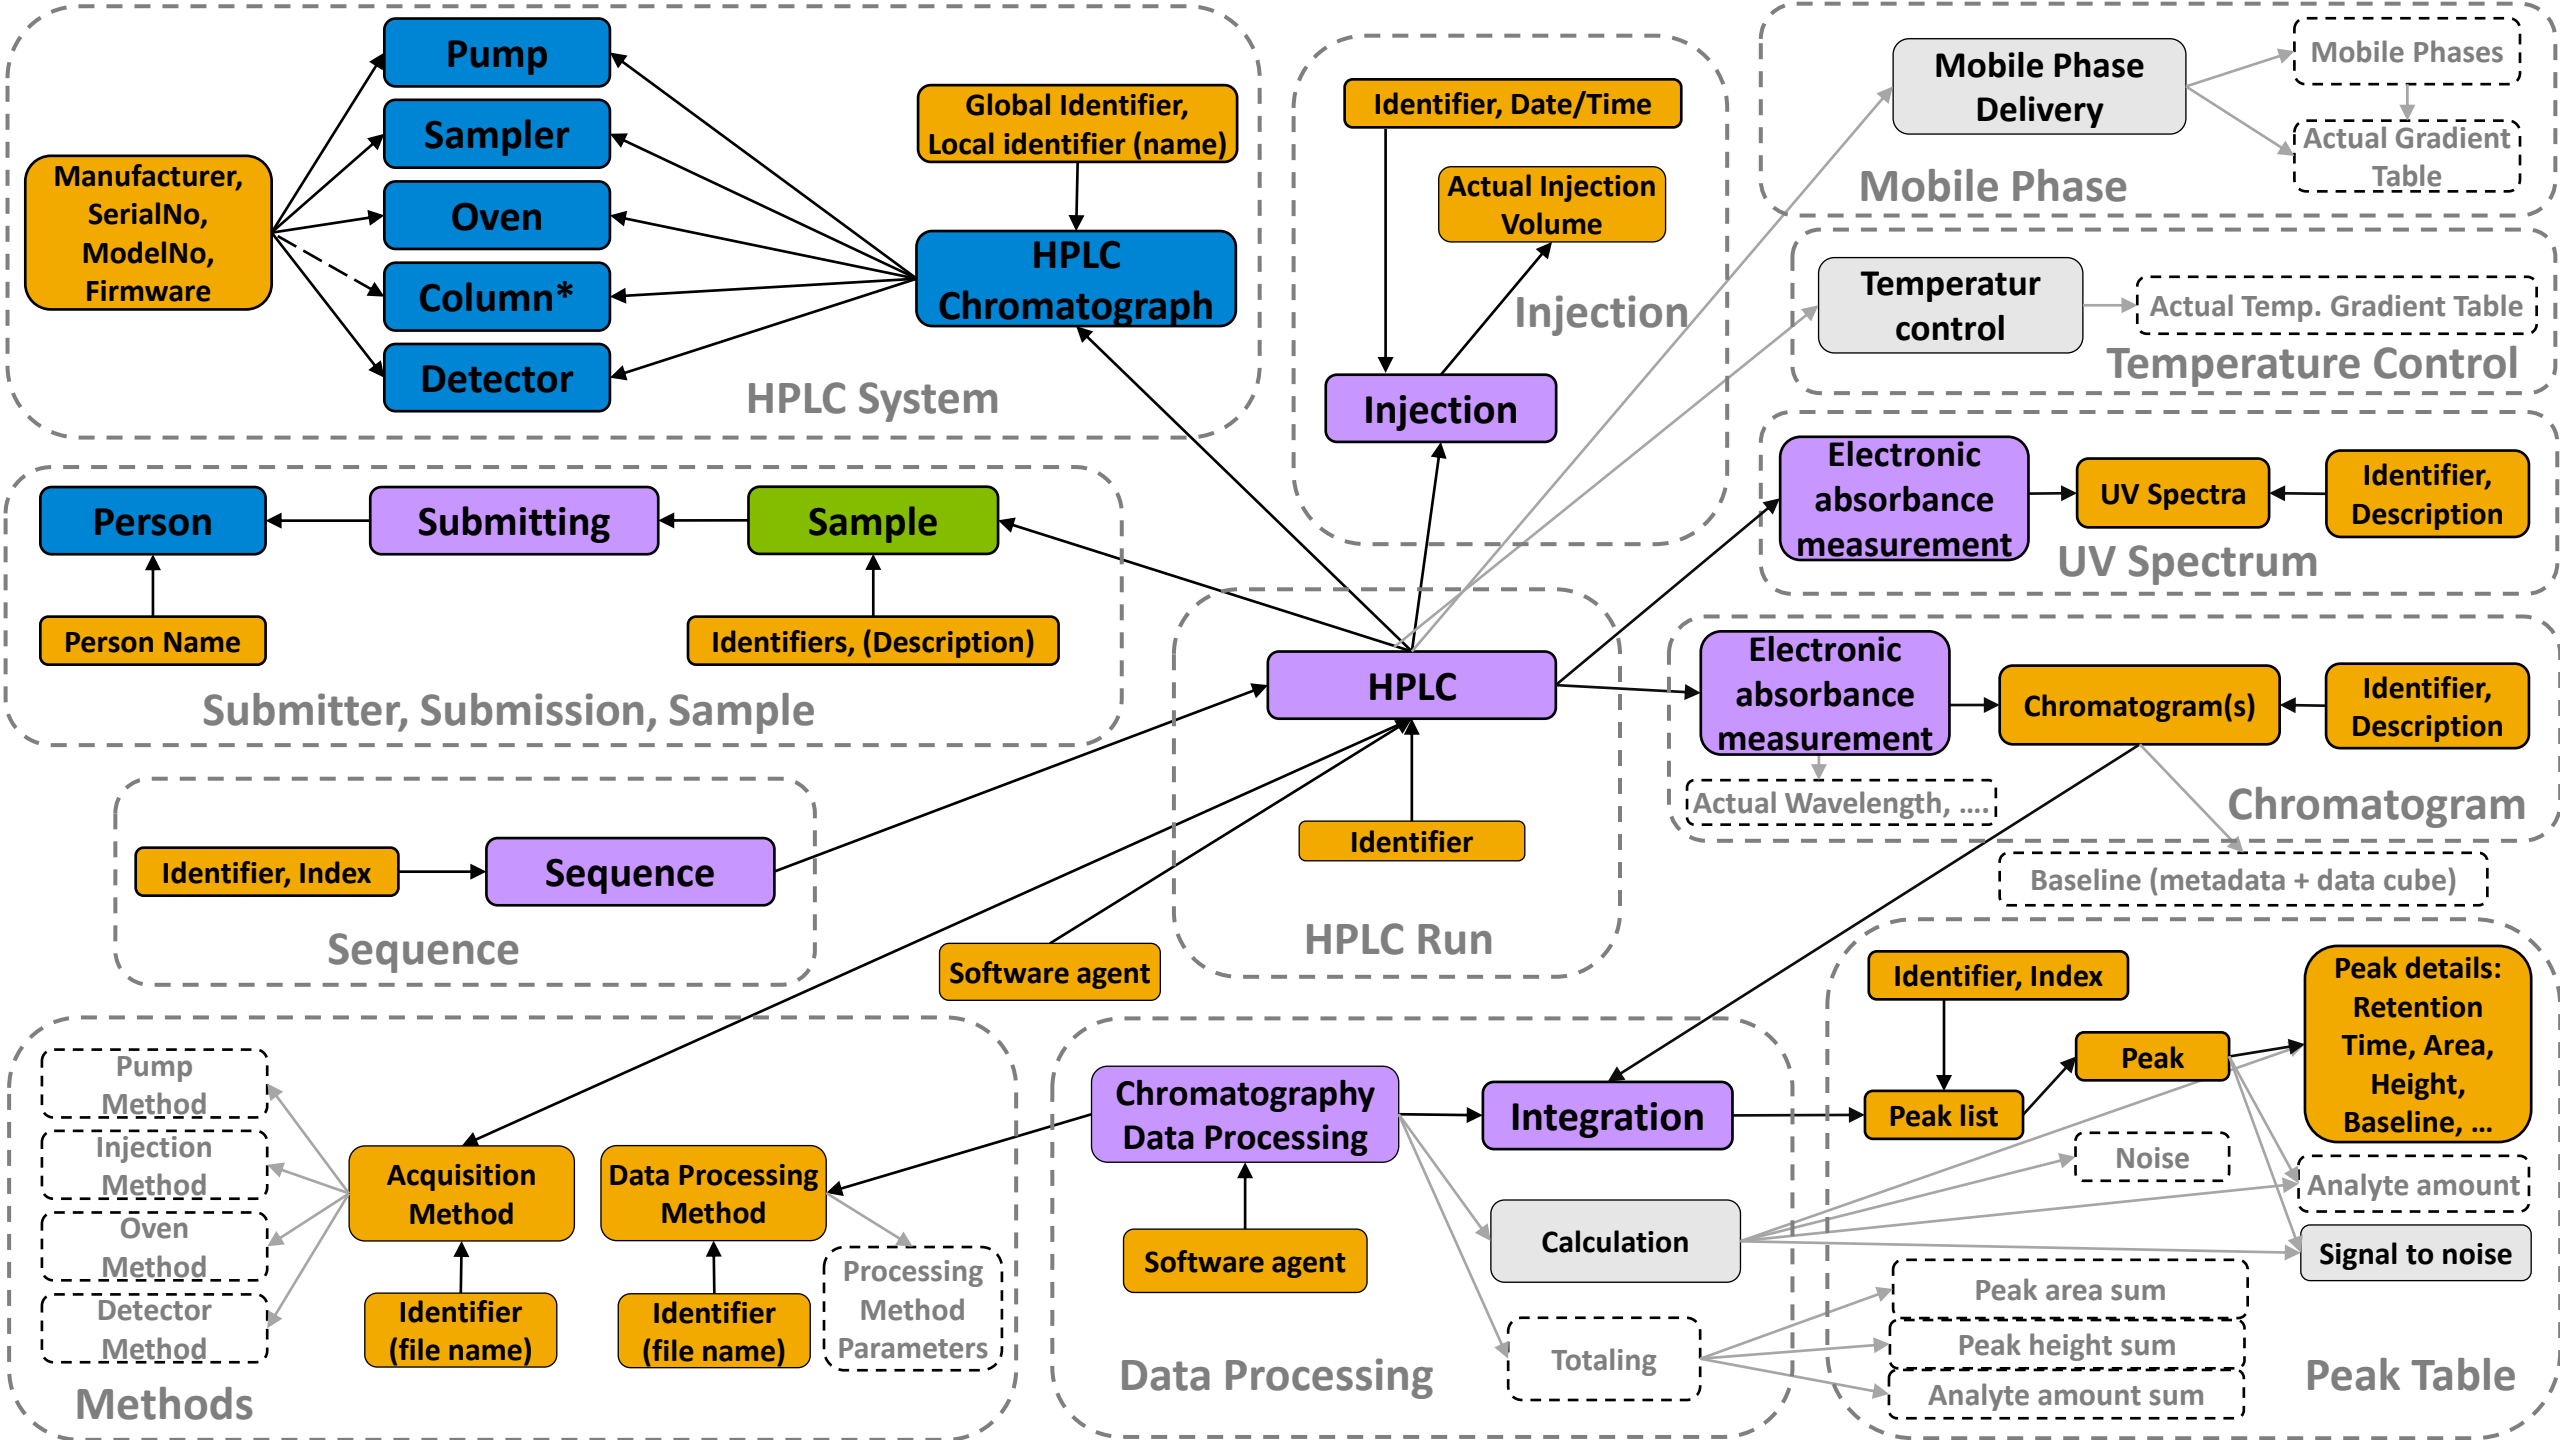 Pump
Sampler
Oven
Column*
Detector
Manufacturer,
SerialNo,
ModelNo,
Firmware
Global Identifier,
Local identifier (name)
HPLC
Chromatograph
HPLC System
Identifier, Date/Time
Actual Injection
Volume
Injection
Injection
Mobile Phase
Delivery
Mobile Phases
Actual Gradient
Table
Mobile Phase
Temperatur
control
Actual Temp. Gradient Table
Temperature Control
Electronic
absorbance
measurement
UV Spectra
Identifier,
Description
UV Spectrum
Person
Submitting
Sample
Person Name
Identifiers, (Description)
Submitter, Submission, Sample
HPLC
Identifier
HPLC Run
Electronic
absorbance
measurement
Chromatogram(s)
Identifier,
Description
Actual Wavelength, ....
Chromatogram
Baseline (metadata + data cube)
Identifier, Index
Sequence
Sequence
Software agent
Pump
Method
Injection
Method
Oven
Method
Detector
Method
Acquisition
Method
Data Processing
Method
Identifier
(file name)
Identifier
(file name)
Processing
Method
Parameters
Methods
Chromatography
Data Processing
Integration
Software agent
Calculation
Totaling
Data Processing
Identifier, Index
Peak list
Peak
Peak details:
Retention
Time, Area,
Height,
Baseline, ...
Noise
Analyte amount
Signal to noise
Peak area sum
Peak height sum
Analyte amount sum
Peak Table